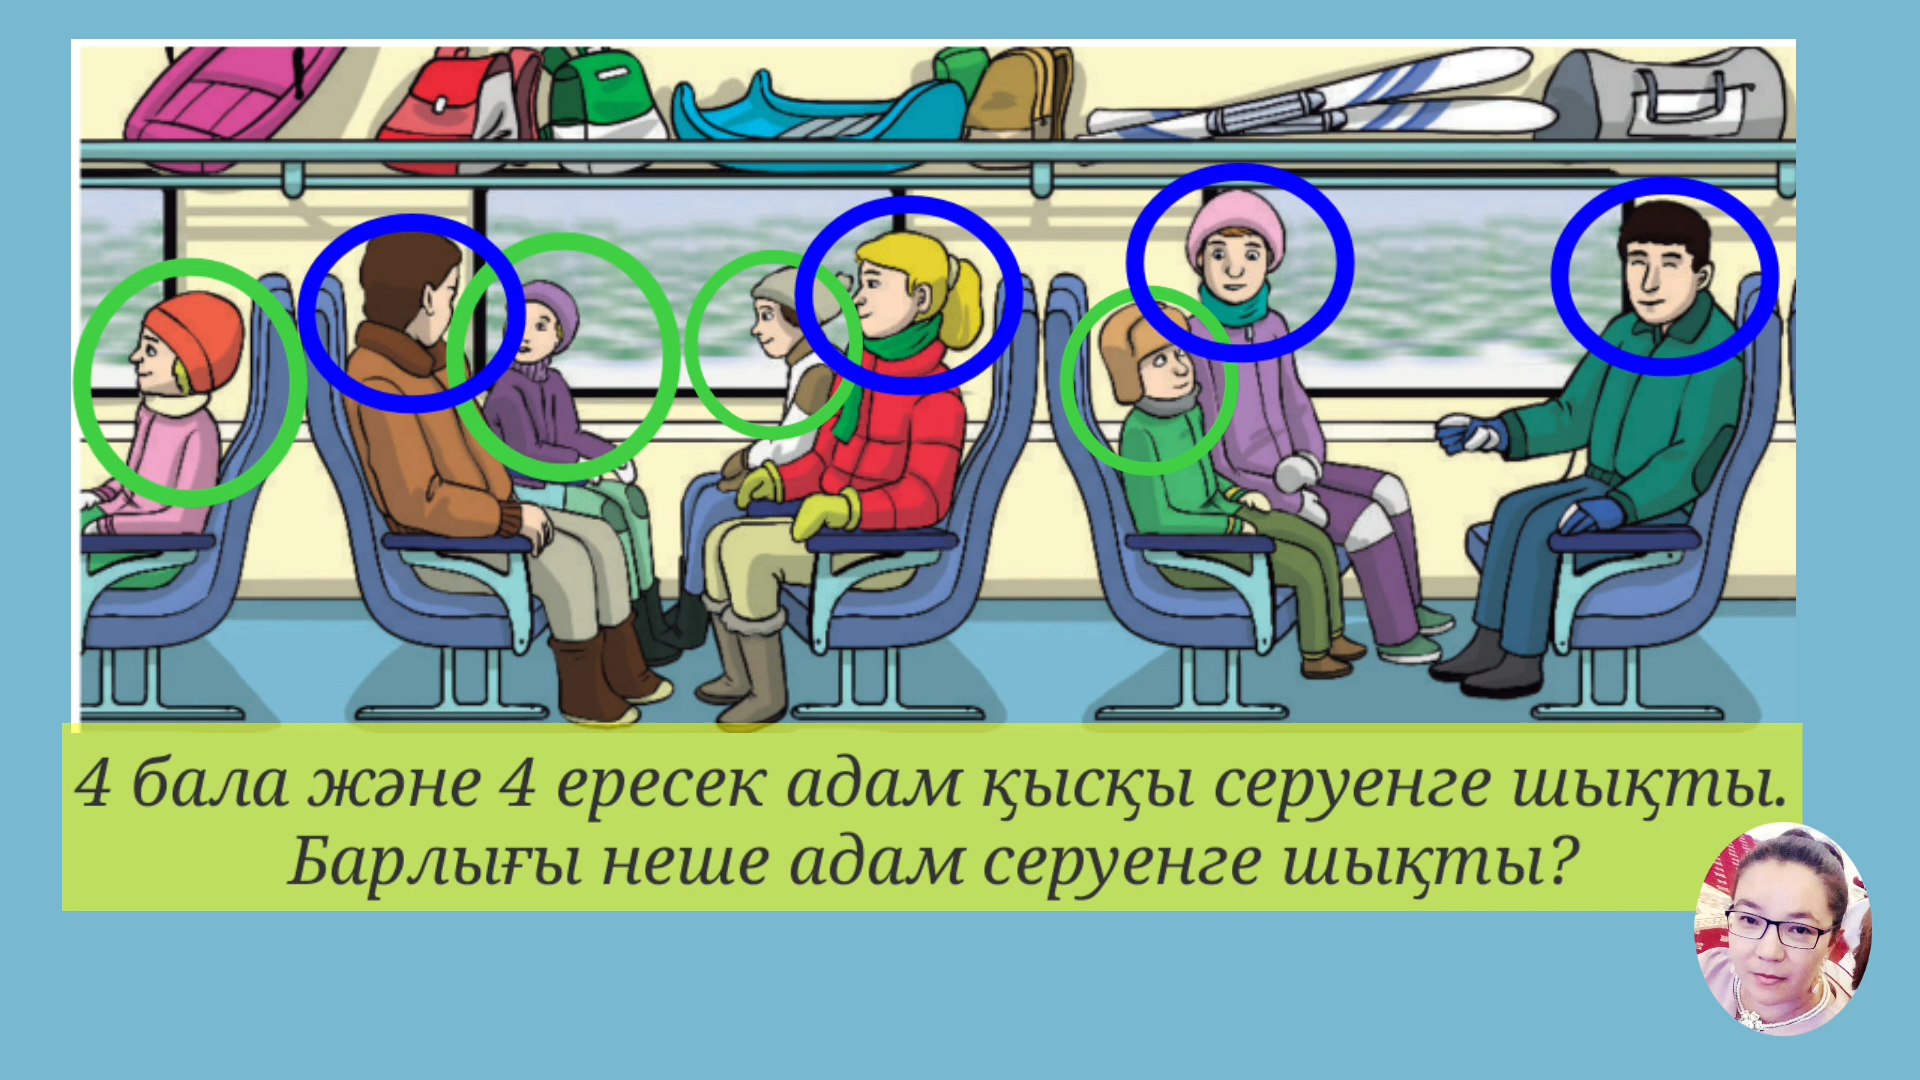 4 бала және 4 ересек адам қысқы серуенге шықты.
Барлығы неше адам серуенге шықты?